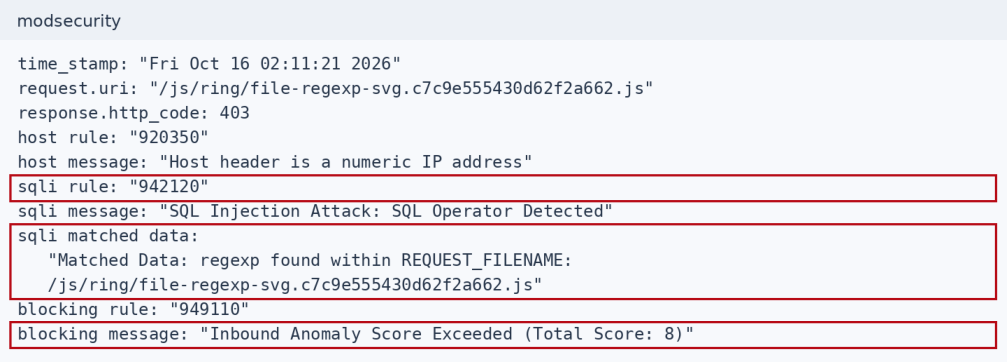 modsecurity
time_stamp: "Fri Oct 16 02:11:21 2026"
request.uri: "/js/ring/file-regexp-svg.c7c9e555430d62f2a662.js"
response.http_code: 403
host rule: "920350"
host message: "Host header is a numeric IP address"
sqli rule: "942120"
sqli message: "SQL Injection Attack: SQL Operator Detected"
sqli matched data:
"Matched Data: regexp found within REQUEST_FILENAME:
/js/ring/file-regexp-svg.c7c9e555430d62f2a662.js"
blocking rule: "949110"
blocking message: "Inbound Anomaly Score Exceeded (Total Score: 8)"